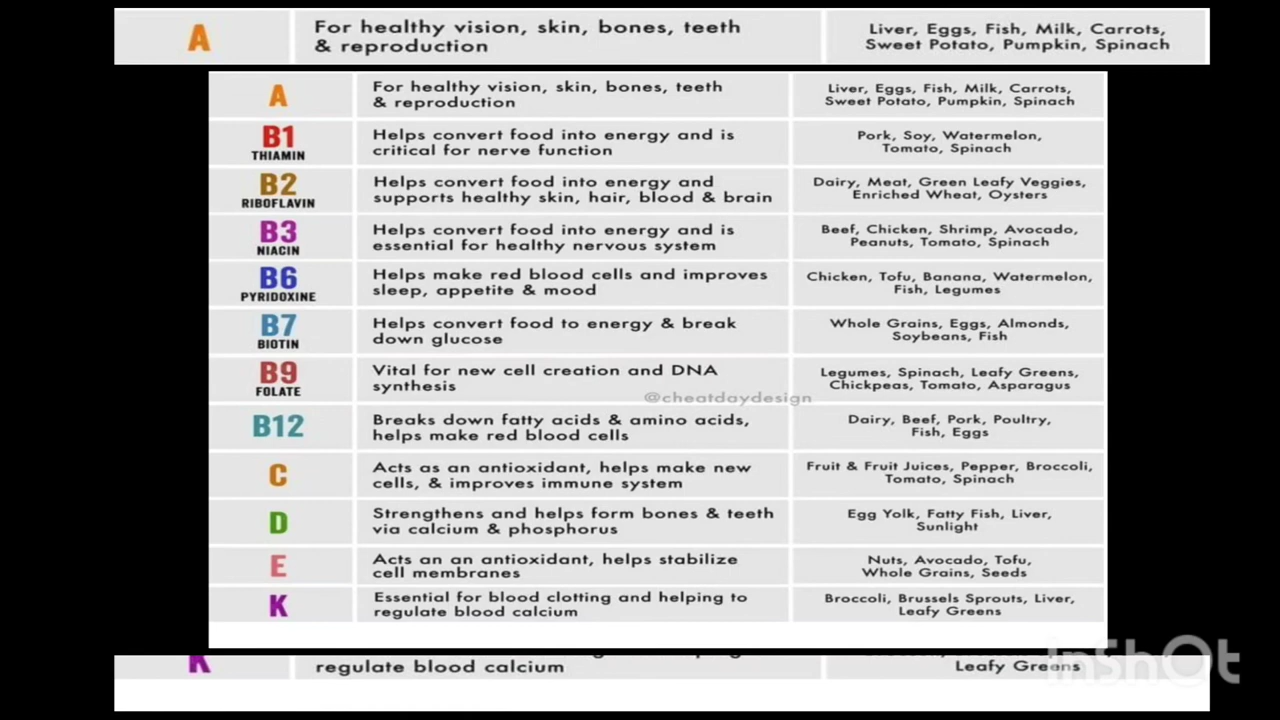 A
For healthy vision, skin, bones, teeth
& reproduction
Liver, Eggs, Fish, Milk, Carrots,
Sweet Potato, Pumpkin, Spinach
A
For healthy vision, skin, bones, teeth
& reproduction
Liver, Eggs, Fish, Milk, Carrots,
Sweet Potato, Pumpkin, Spinach
B1
THIAMIN
Helps convert food into energy and is
critical for nerve function
Pork, Soy, Watermelon,
Tomato, Spinach
B2
RIBOFLAVIN
Helps convert food into energy and
supports healthy skin, hair, blood & brain
Dairy, Meat, Green Leafy Veggies,
Enriched Wheat, Oysters
B3
NIACIN
Helps convert food into energy and is
essential for healthy nervous system
Beef, Chicken, Shrimp, Avocado,
Peanuts, Tomato, Spinach
B6
PYRIDOXINE
Helps make red blood cells and improves
sleep, appetite & mood
Chicken, Tofu, Banana, Watermelon,
Fish, Legumes
B7
BIOTIN
Helps convert food to energy & break
down glucose
Whole Grains, Eggs, Almonds,
Soybeans, Fish
B9
FOLATE
Vital for new cell creation and DNA
synthesis
Legumes, Spinach, Leafy Greens,
Chickpeas, Tomato, Asparagus
@cheatdaydesign
B12
Breaks down fatty acids & amino acids,
helps make red blood cells
Dairy, Beef, Pork, Poultry,
Fish, Eggs
C
Acts as an antioxidant, helps make new
cells, & improves immune system
Fruit & Fruit Juices, Pepper, Broccoli,
Tomato, Spinach
D
Strengthens and helps form bones & teeth
via calcium & phosphorus
Egg Yolk, Fatty Fish, Liver,
Sunlight
E
Acts an an antioxidant, helps stabilize
cell membranes
Nuts, Avocado, Tofu,
Whole Grains, Seeds
K
Essential for blood clotting and helping to
regulate blood calcium
Broccoli, Brussels Sprouts, Liver,
Leafy Greens
K
regulate blood calcium
Leafy Greens
InShOt